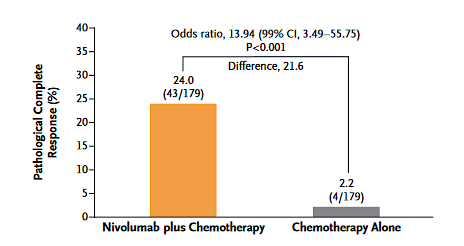 Pathological Complete
Response (%)
40
35
30
25
20
15
10
5
0
Odds ratio, 13.94 (99% CI, 3.49–55.75)
P<0.001
Difference, 21.6
24.0
(43/179)
2.2
(4/179)
Nivolumab plus Chemotherapy
Chemotherapy Alone